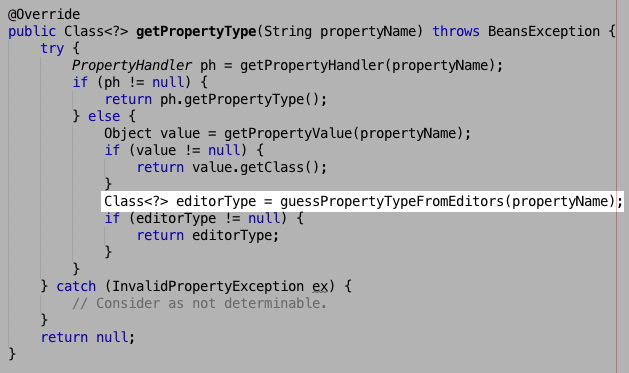 @Override
public Class<?> getPropertyType(String propertyName) throws BeansException {
    try {
        PropertyHandler ph = getPropertyHandler(propertyName);
        if (ph != null) {
            return ph.getPropertyType();
        } else {
            Object value = getPropertyValue(propertyName);
            if (value != null) {
                return value.getClass();
            }
            Class<?> editorType = guessPropertyTypeFromEditors(propertyName);
            if (editorType != null) {
                return editorType;
            }
        }
    } catch (InvalidPropertyException ex) {
        // Consider as not determinable.
    }
    return null;
}